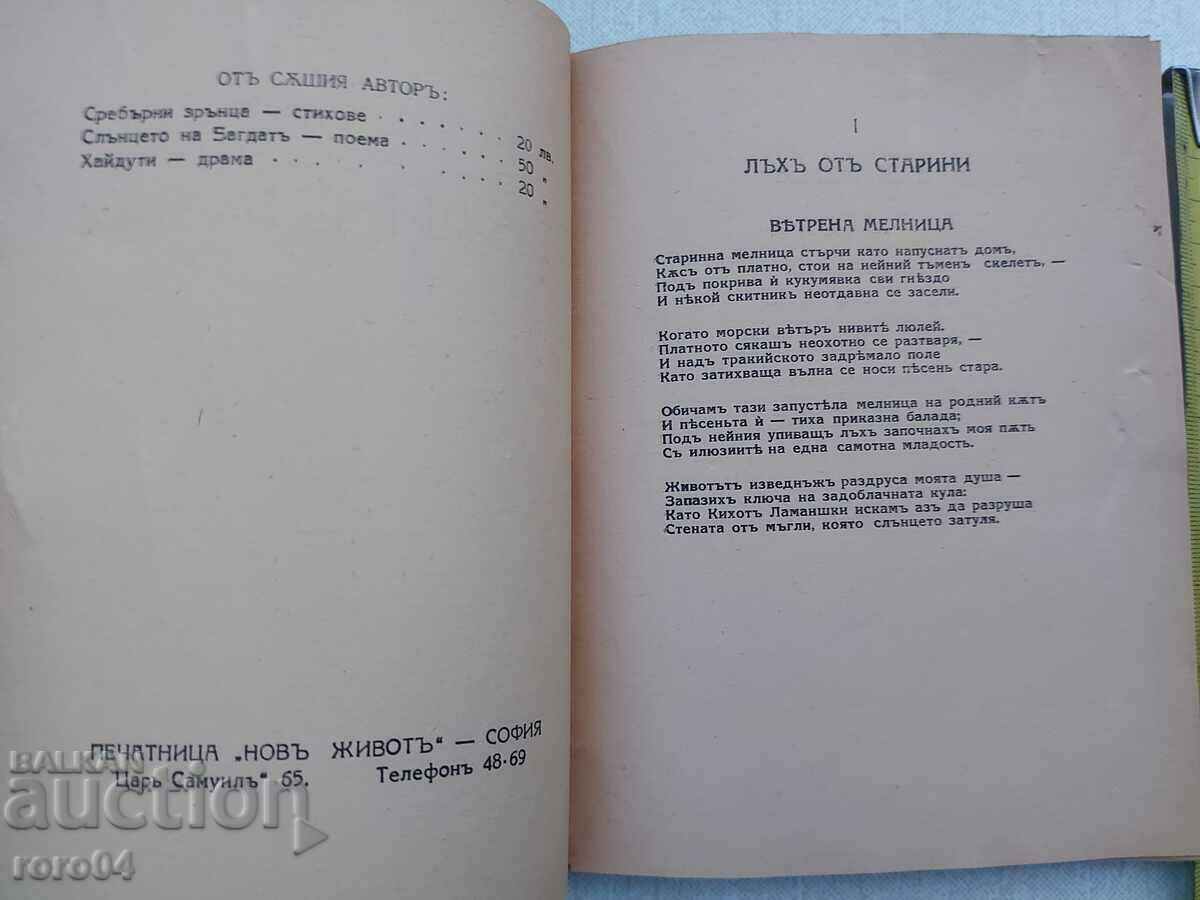 ОТЪ СѪЩИЯ АВТОРЪ:
Сребърни зрънца — стихове . . . . . . 20 лв.
Слънцето на Багдатъ — поема . . . . . 50 „
Хайдути — драма . . . . . . . . 20 „
ПЕЧАТНИЦА „НОВЪ ЖИВОТЪ“ — СОФИЯ
Царь Самуилъ“ 65. Телефонъ 48·69
BALKAN
auction
roro04
I
ЛЪХЪ ОТЪ СТАРИНИ
ВѢТРЕНА МЕЛНИЦА
Старинна мелница стърчи като напуснатъ домъ,
Кѫсъ отъ платно, стои на нейний тъменъ скелетъ, —
Подъ покрива ѝ кукумявка сви гнѣздо
И нѣкой скитникъ неотдавна се засели.
Когато морски вѣтъръ нивитѣ люлей.
Платното сякашъ неохотно се разтваря, —
И надъ тракийското задрѣмало поле
Като затихваща вълна се носи пѣсень стара.
Обичамъ тази запустѣла мелница на родний кѫтъ
И пѣсеньта ѝ — тиха приказна балада;
Подъ нейния упиващъ лъхъ започнахъ моя пѫть
Съ илюзиитѣ на една самотна младость.
Животътъ изведнъжъ раздруса моята душа —
Запазихъ ключа на задоблачната кула:
Като Кихотъ Ламаншки искамъ азъ да разруша
Стената отъ мъгли, която слънцето затуля.